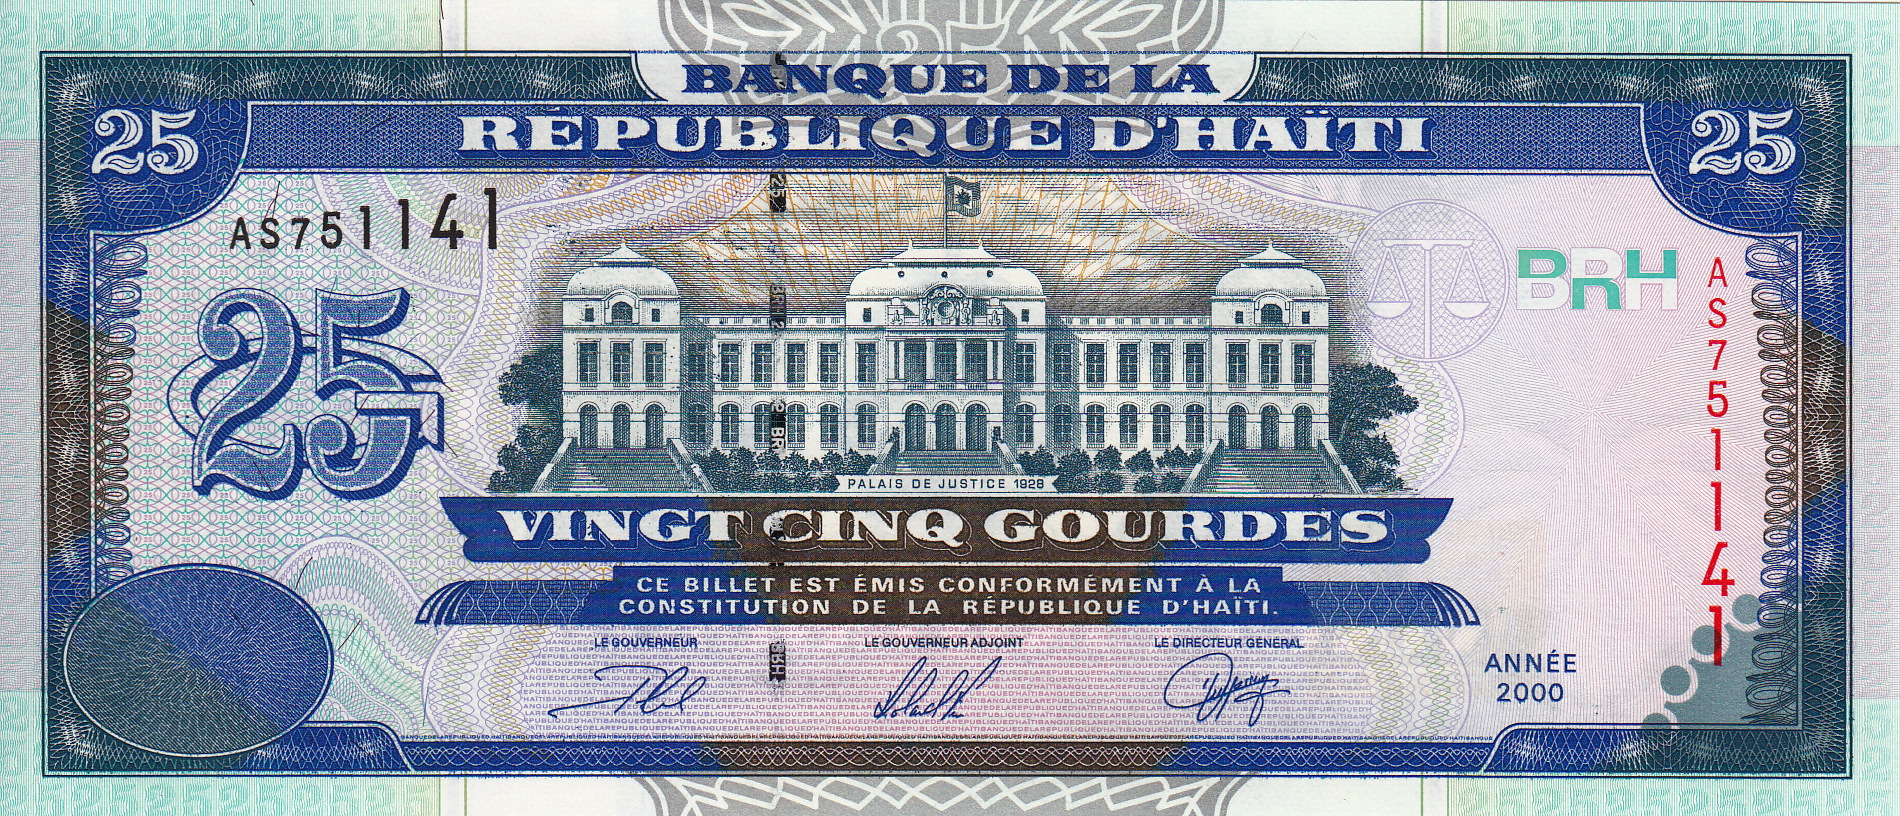 BANQUE DE LA
RÉPUBLIQUE D'HAÏTI
25
25
AS751141
BRH
AS751141
25
PALAIS DE JUSTICE 1928
VINGT CINQ GOURDES
CE BILLET EST ÉMIS CONFORMÉMENT À LA
CONSTITUTION DE LA RÉPUBLIQUE D'HAÏTI.
LE GOUVERNEUR
LE GOUVERNEUR ADJOINT
LE DIRECTEUR GÉNÉRAL
ANNÉE
2000